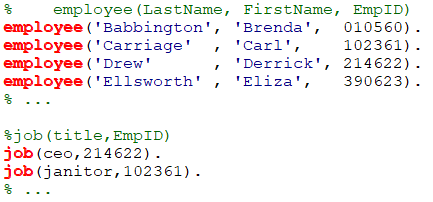 %    employee(LastName, FirstName, EmpID)
employee('Babbington', 'Brenda',  010560).
employee('Carriage' , 'Carl',    102361).
employee('Drew'     , 'Derrick', 214622).
employee('Ellsworth' , 'Eliza',   390623).
% ...

%job(title,EmpID)
job(ceo,214622).
job(janitor,102361).
% ...